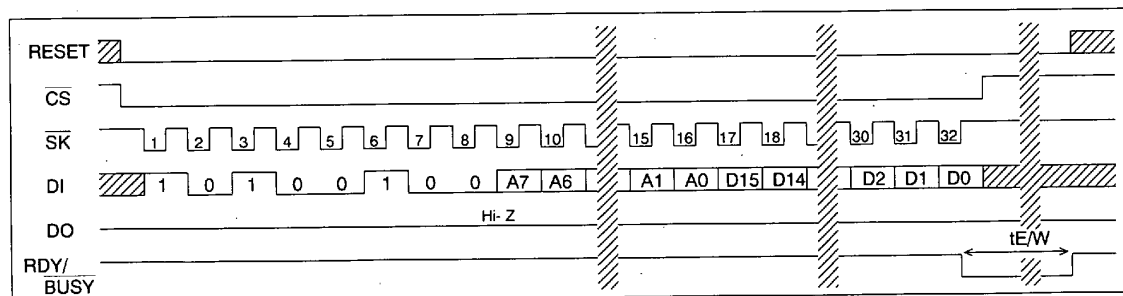 RESET
CS
SK 1 2 3 4 5 6 7 8 9 10 15 16 17 18 30 31 32
DI 1 0 1 0 0 1 0 0 A7 A6 A1 A0 D15 D14 D2 D1 D0
Hi- Z
DO
tE/W
RDY/
BUSY